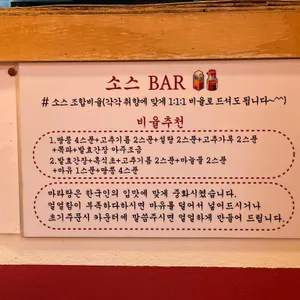 소스 BAR
# 소스 조합비율(각각 취향에 맞게 1:1:1 비율로 드셔도 됩니다~^^)
비율추천
1.땅콩 4스푼+고추기름 2스푼+설탕 2스푼+고추가루 2스푼
+쪽파+발효간장 아주조금
2.발효간장+흑식초+고추기름 2스푼+마늘물 2스푼
+마유 1스푼+땅콩 4스푼
마라탕은 한국인의 입맛에 맞게 중화시켰습니다.
얼얼함이 부족하다하시면 마유를 덜어서 넣어드시거나
초기주문시 카운터에 말씀주시면 얼얼하게 만들어 드립니다.